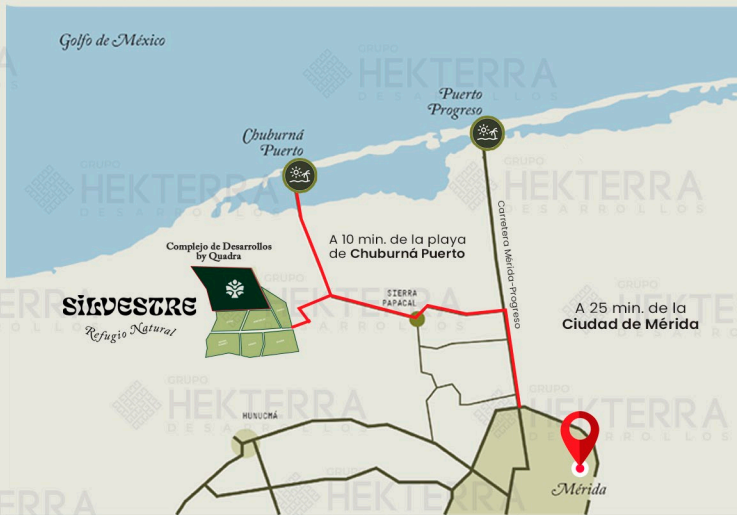 Golfo de México
GRUPO
HEKTERRA
DESARROLLOS
Puerto
Progreso
Chuburná
Puerto
Carretera Mérida-Progreso
A 10 min. de la playa
de Chuburná Puerto
Complejo de Desarrollos
by Quadra
SILVESTRE
Refugio Natural
SIERRA
PAPACAL
A 25 min. de la
Ciudad de Mérida
HUNUCMÁ
Mérida